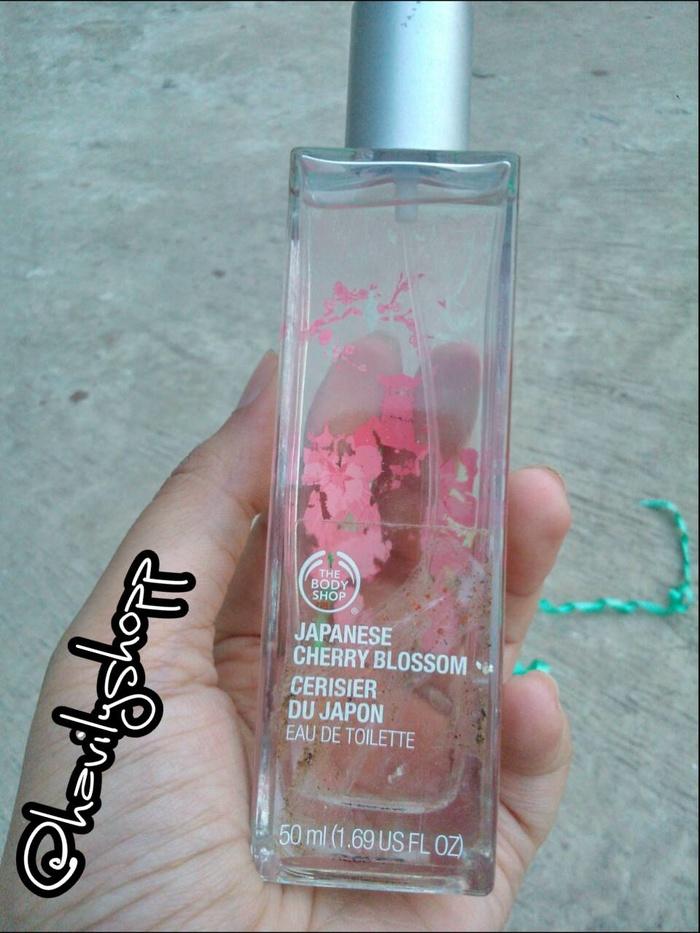 THE
BODY
SHOP
®
JAPANESE
CHERRY BLOSSOM
CERISIER
DU JAPON
EAU DE TOILETTE
50 ml (1.69 US FL OZ)
@havilyshopp